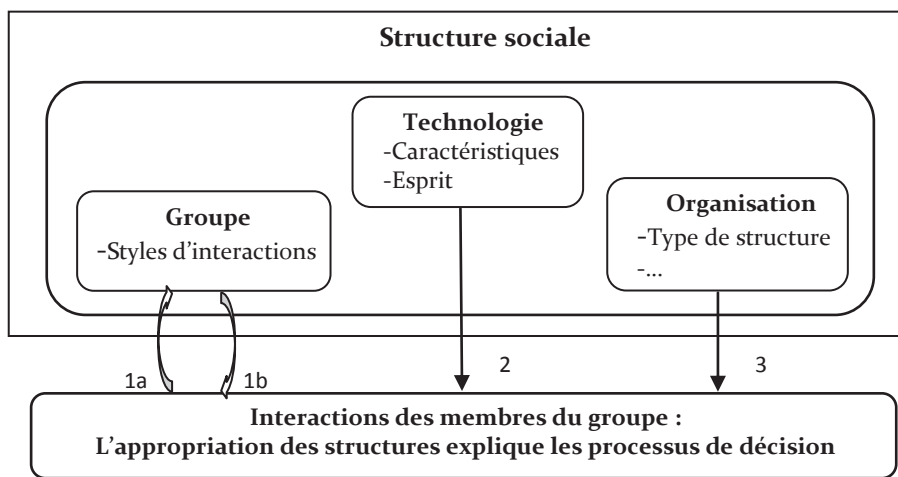 Structure sociale
Technologie
-Caractéristiques
-Esprit
Groupe
-Styles d'interactions
Organisation
-Type de structure
-...
1a
1b
2
3
Interactions des membres du groupe :
L'appropriation des structures explique les processus de décision